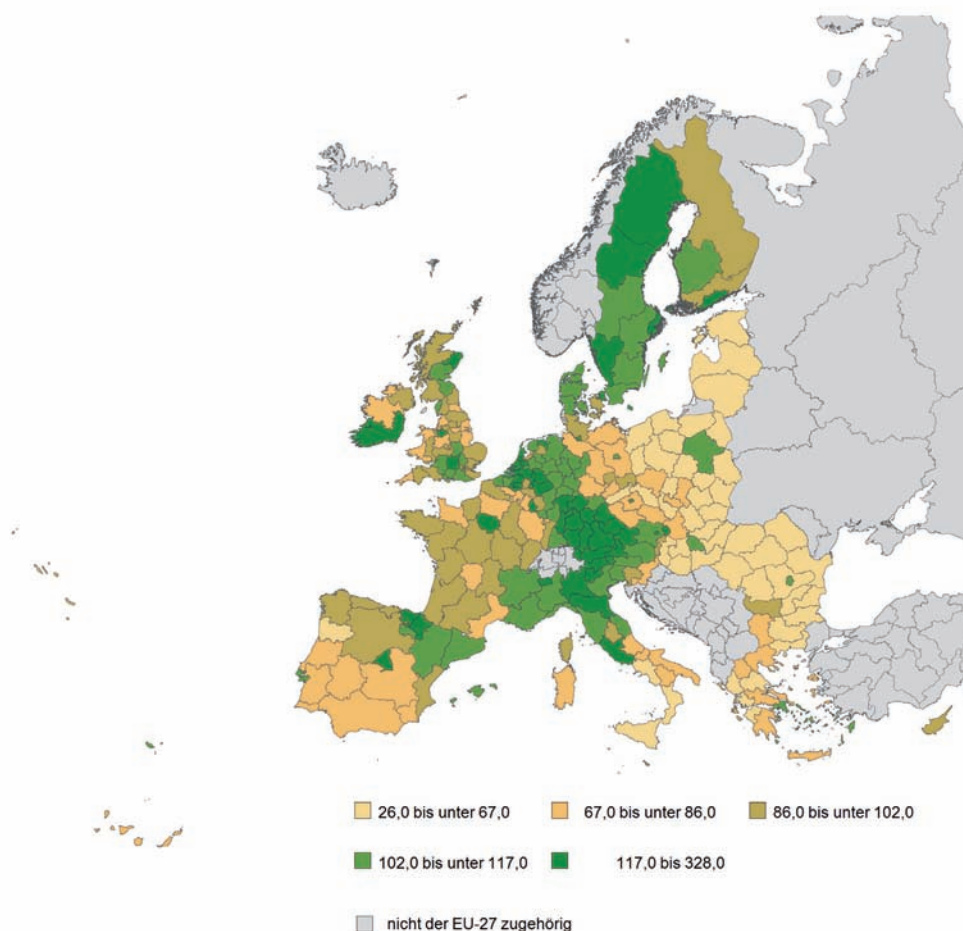 26,0 bis unter 67,0 67,0 bis unter 86,0 86,0 bis unter 102,0
102,0 bis unter 117,0 117,0 bis 328,0
nicht der EU-27 zugehörig